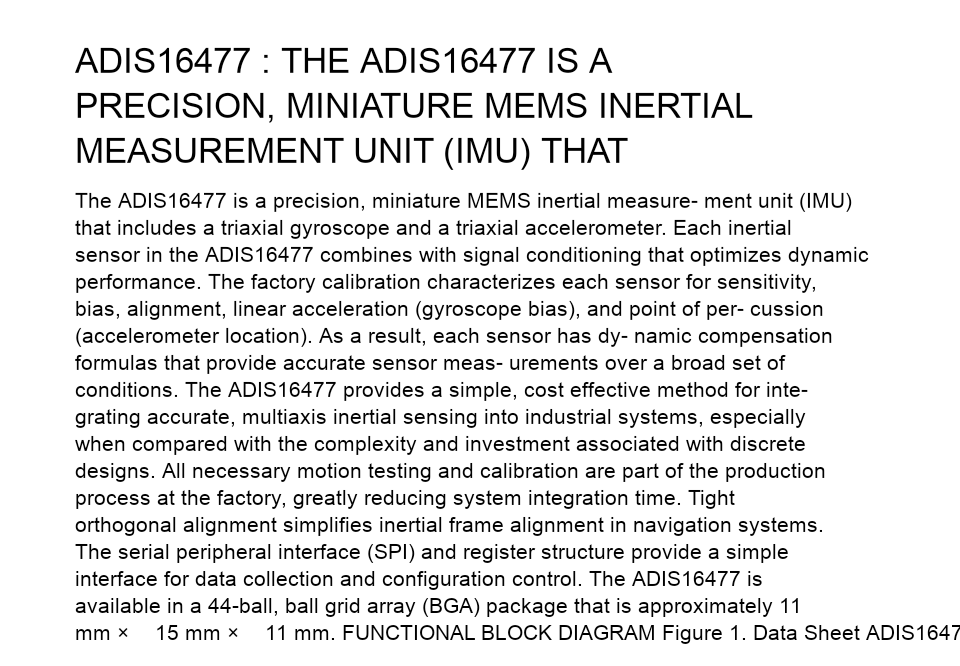 ADIS16477 : THE ADIS16477 IS A
PRECISION, MINIATURE MEMS INERTIAL
MEASUREMENT UNIT (IMU) THAT
The ADIS16477 is a precision, miniature MEMS inertial measure- ment unit (IMU)
that includes a triaxial gyroscope and a triaxial accelerometer. Each inertial
sensor in the ADIS16477 combines with signal conditioning that optimizes dynamic
performance. The factory calibration characterizes each sensor for sensitivity,
bias, alignment, linear acceleration (gyroscope bias), and point of per- cussion
(accelerometer location). As a result, each sensor has dy- namic compensation
formulas that provide accurate sensor meas- urements over a broad set of
conditions. The ADIS16477 provides a simple, cost effective method for inte-
grating accurate, multiaxis inertial sensing into industrial systems, especially
when compared with the complexity and investment associated with discrete
designs. All necessary motion testing and calibration are part of the production
process at the factory, greatly reducing system integration time. Tight
orthogonal alignment simplifies inertial frame alignment in navigation systems.
The serial peripheral interface (SPI) and register structure provide a simple
interface for data collection and configuration control. The ADIS16477 is
available in a 44-ball, ball grid array (BGA) package that is approximately 11
mm × 15 mm × 11 mm. FUNCTIONAL BLOCK DIAGRAM Figure 1. Data Sheet ADIS1647